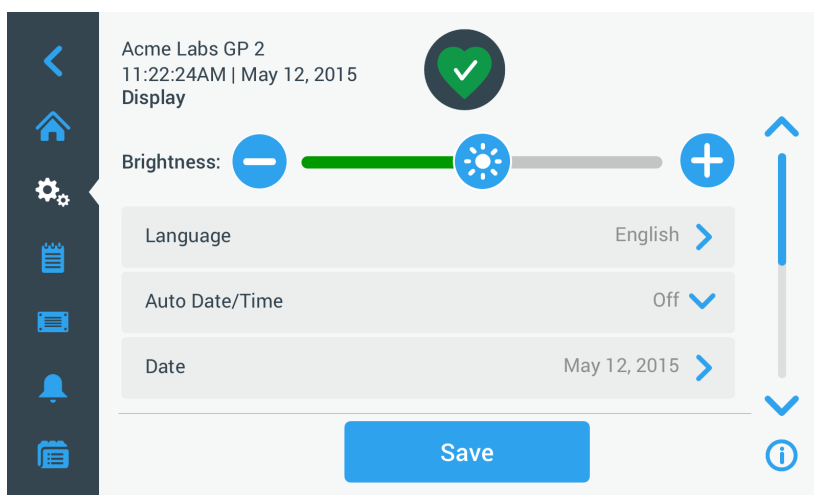 Acme Labs GP 2
11:22:24AM | May 12, 2015
Display
Brightness:
Language English
Auto Date/Time Off
Date May 12, 2015
Save